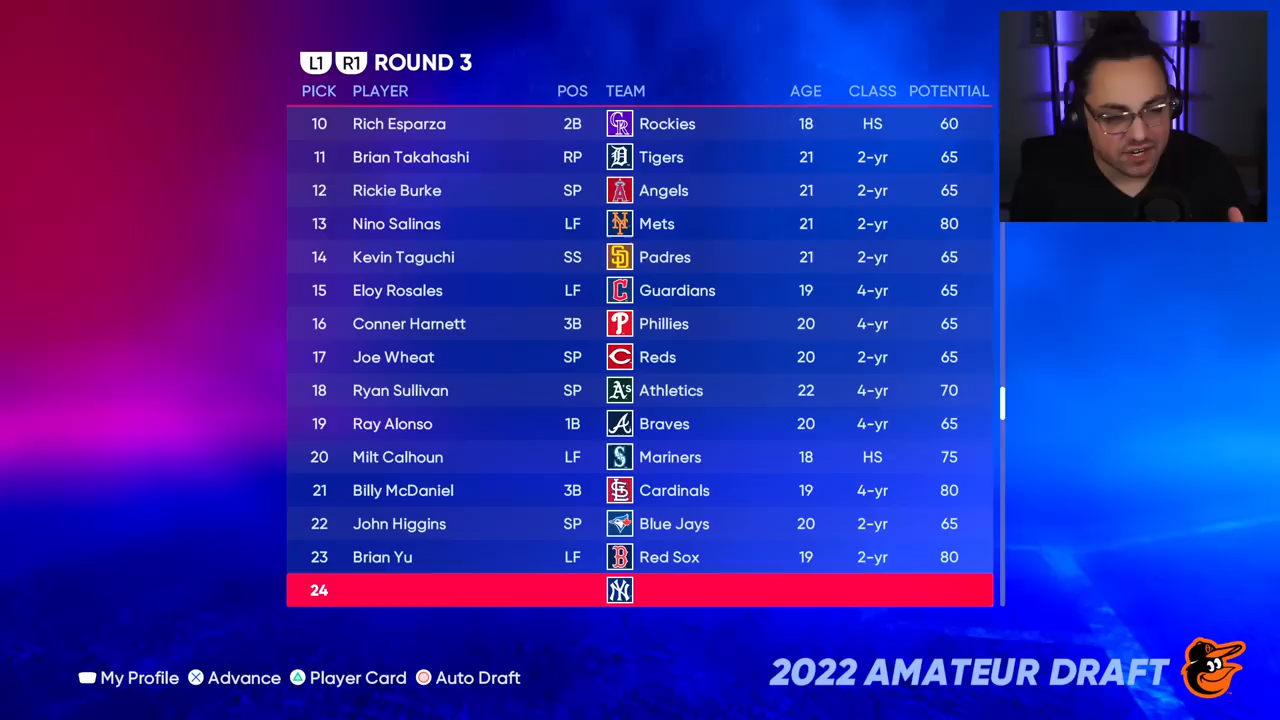 L1 R1 ROUND 3
PICK PLAYER POS TEAM AGE CLASS POTENTIAL
10 Rich Esparza 2B CR Rockies 18 HS 60
11 Brian Takahashi RP D Tigers 21 2-yr 65
12 Rickie Burke SP A Angels 21 2-yr 65
13 Nino Salinas LF NY Mets 21 2-yr 80
14 Kevin Taguchi SS SD Padres 21 2-yr 65
15 Eloy Rosales LF C Guardians 19 4-yr 65
16 Conner Harnett 3B P Phillies 20 4-yr 65
17 Joe Wheat SP C Reds 20 2-yr 65
18 Ryan Sullivan SP A's Athletics 22 4-yr 70
19 Ray Alonso 1B A Braves 20 4-yr 65
20 Milt Calhoun LF S Mariners 18 HS 75
21 Billy McDaniel 3B STL Cardinals 19 4-yr 80
22 John Higgins SP Blue Jays 20 2-yr 65
23 Brian Yu LF B Red Sox 19 2-yr 80
24 NY
My Profile Advance Player Card Auto Draft
2022 AMATEUR DRAFT